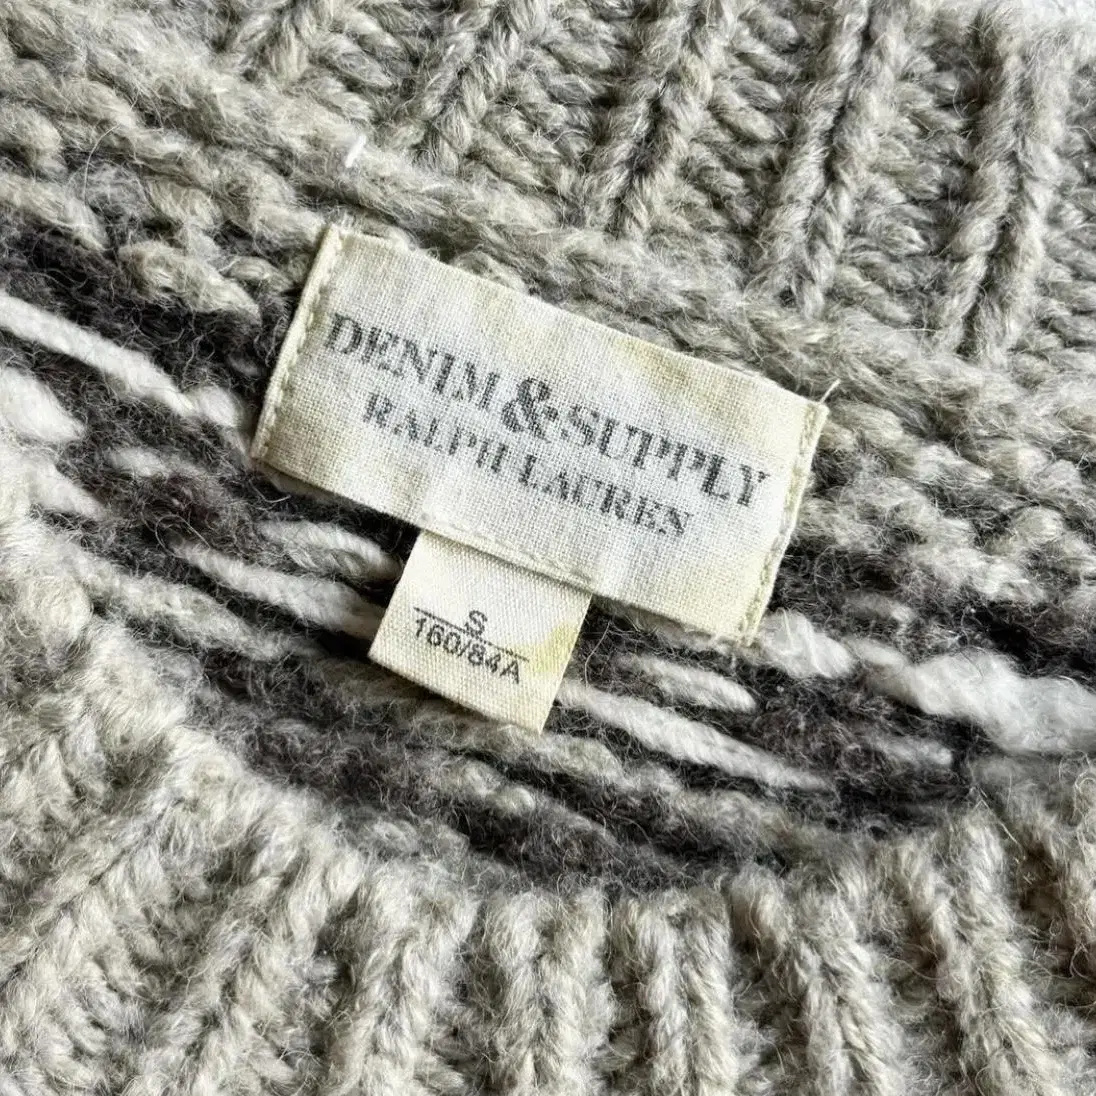 DENIM & SUPPLY
RALPH LAUREN
S
160/84A